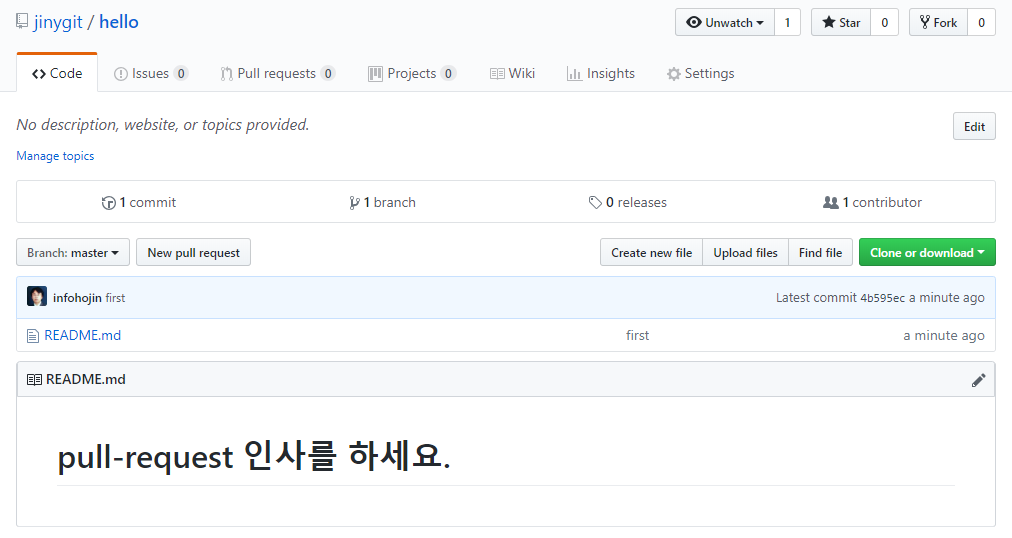 jinygit / hello Unwatch 1 Star 0 Fork 0
Code Issues 0 Pull requests 0 Projects 0 Wiki Insights Settings
No description, website, or topics provided. Edit
Manage topics
1 commit 1 branch 0 releases 1 contributor
Branch: master New pull request Create new file Upload files Find file Clone or download
infohojin first Latest commit 4b595ec a minute ago
README.md first a minute ago
README.md
pull-request 인사를 하세요.